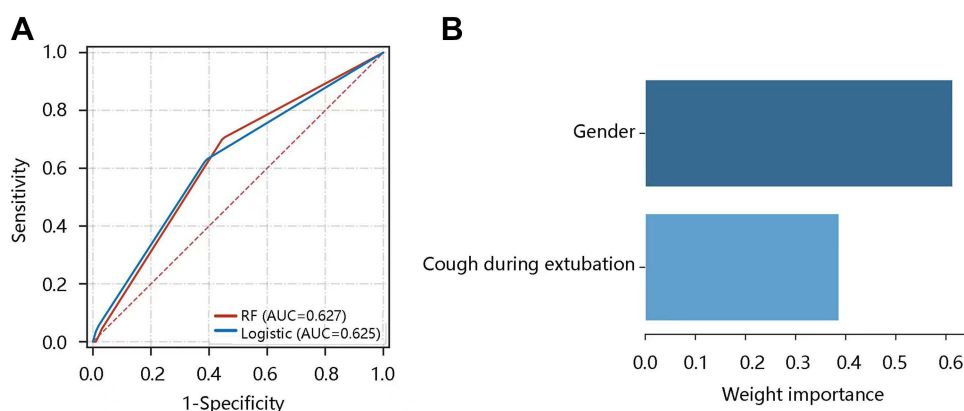 A
Sensitivity
1.0
0.8
0.6
0.4
0.2
0.0
RF (AUC=0.627)
Logistic (AUC=0.625)
0.0 0.2 0.4 0.6 0.8 1.0
1-Specificity
B
Gender
Cough during extubation
0.0 0.1 0.2 0.3 0.4 0.5 0.6
Weight importance